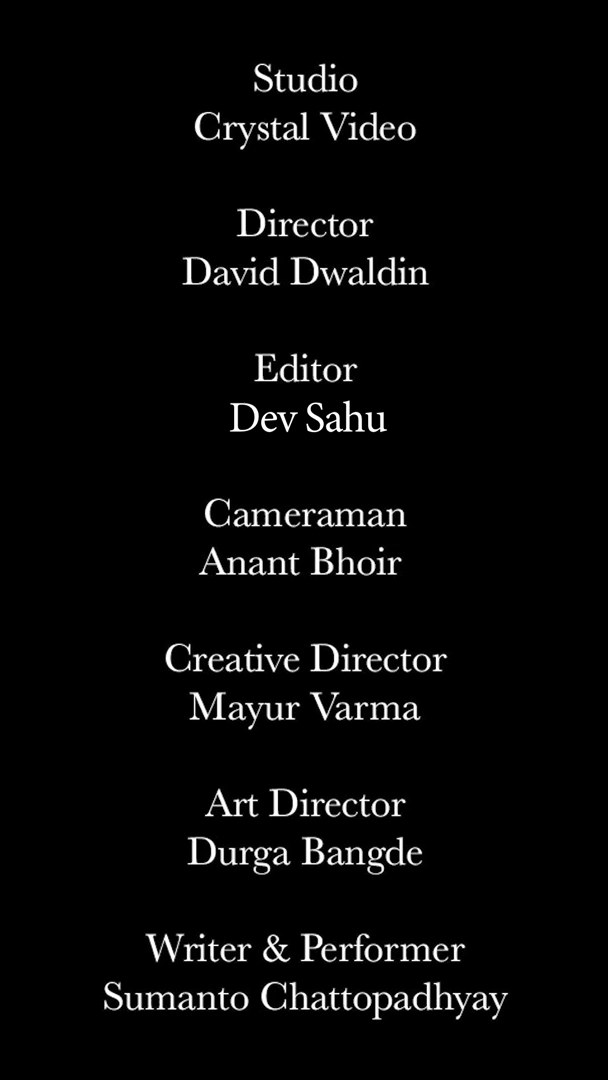 Studio
Crystal Video
Director
David Dwaldin
Editor
Dev Sahu
Cameraman
Anant Bhoir
Creative Director
Mayur Varma
Art Director
Durga Bangde
Writer & Performer
Sumanto Chattopadhyay